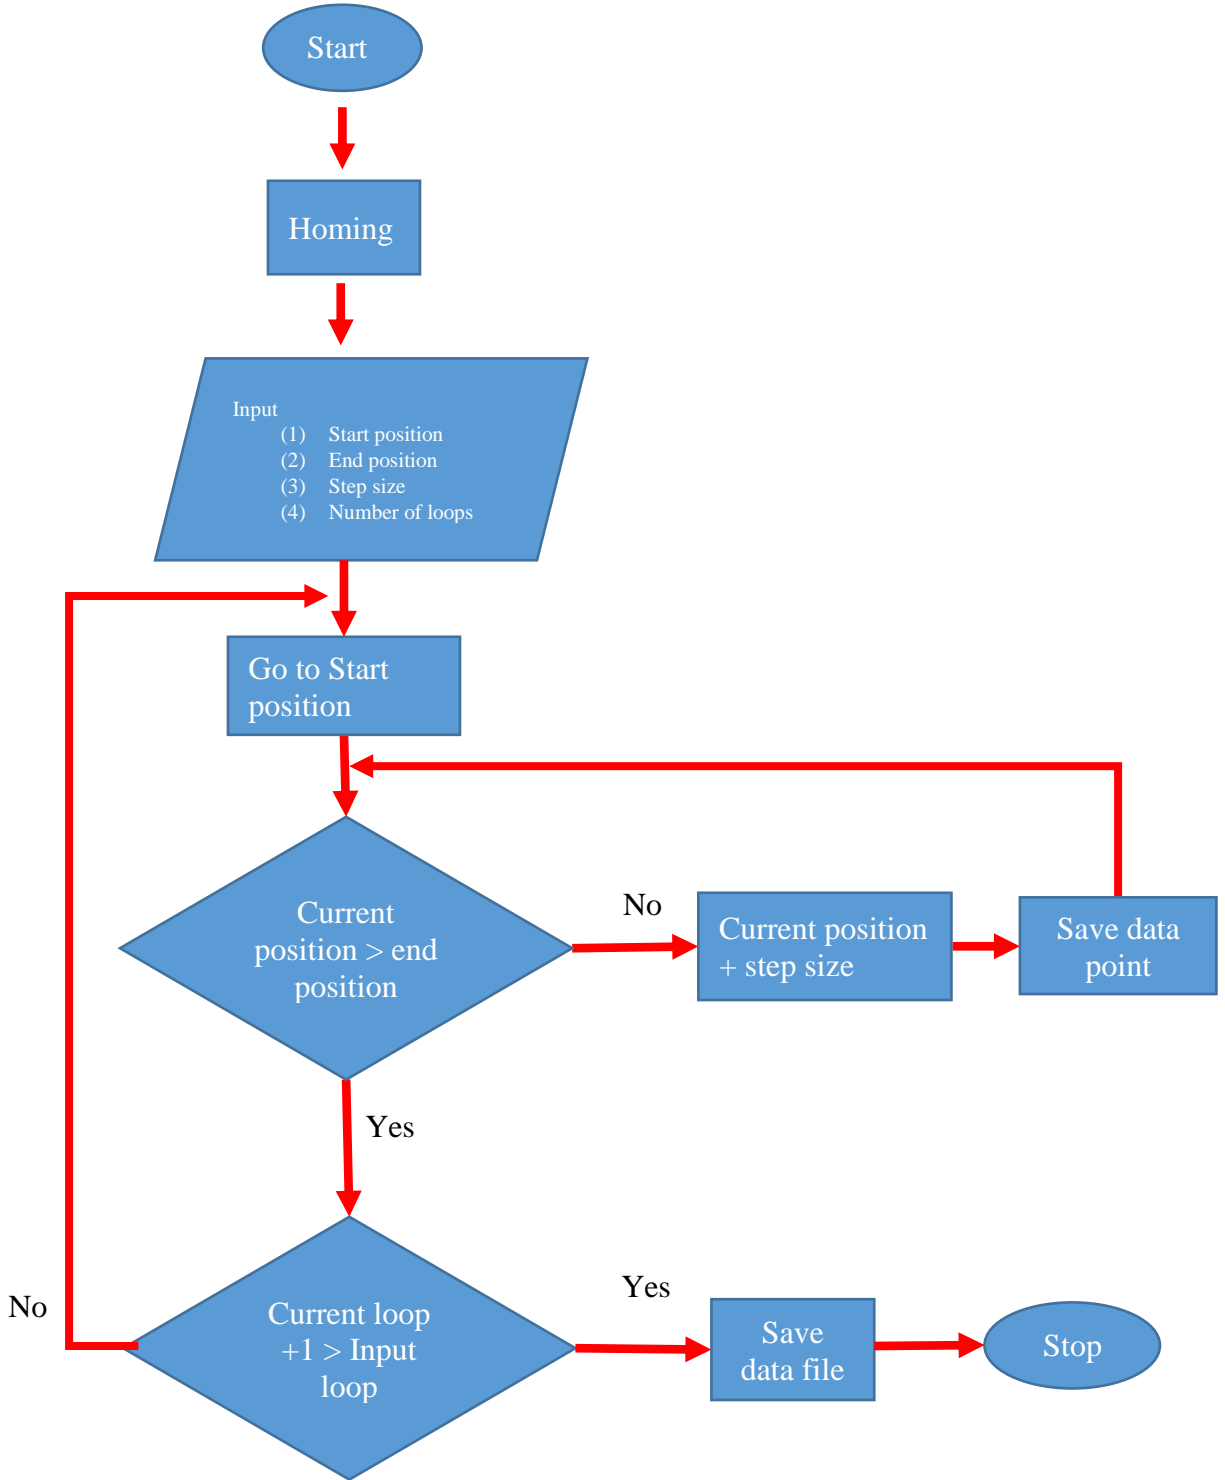 Start
Homing
Input
(1) Start position
(2) End position
(3) Step size
(4) Number of loops
Go to Start
position
Current
position > end
position
No
Current position
+ step size
Save data
point
Yes
No
Current loop
+1 > Input
loop
Yes
Save
data file
Stop